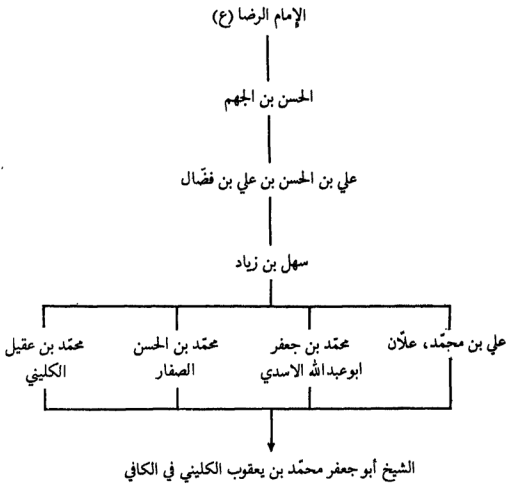 الإمام الرضا (ع)
الحسن بن الجهم
علي بن الحسن بن علي بن فضّال
سهل بن زياد
علي بن محمّد، علّان
محمّد بن جعفر
ابوعبدالله الاسدي
محمّد بن الحسن
الصفار
محمّد بن عقيل
الكليني
الشيخ أبو جعفر محمّد بن يعقوب الكليني في الكافي